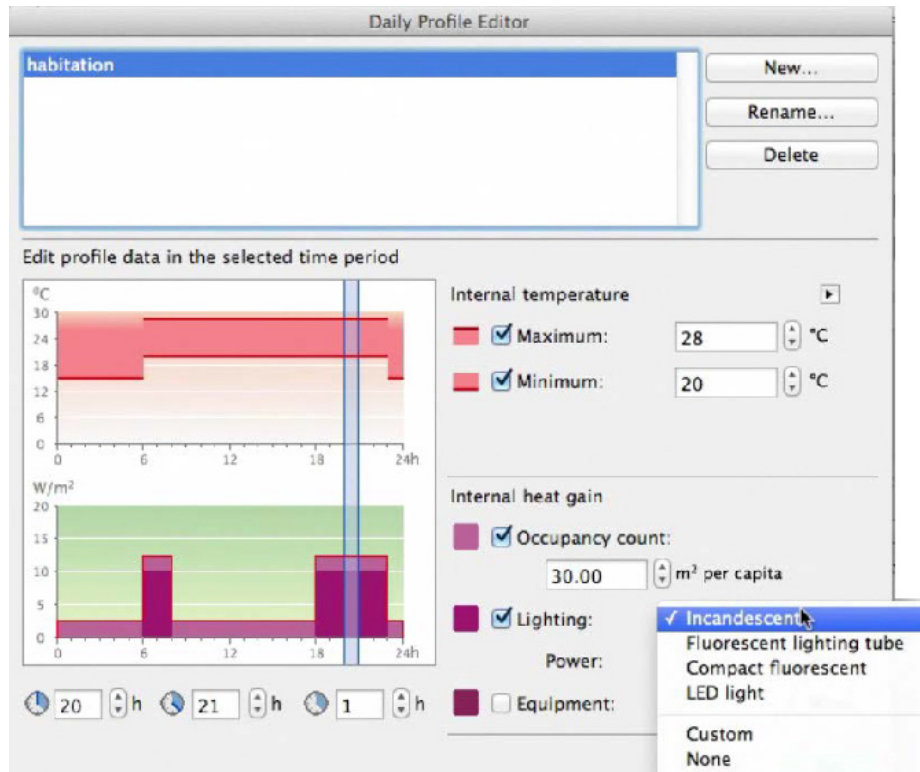 Daily Profile Editor
habitation
New...
Rename...
Delete
Edit profile data in the selected time period
°C
30
24
18
12
6
0
0 6 12 18 24h
W/m²
20
15
10
5
0
0 6 12 18 24h
20 h 21 h 1 h
Internal temperature
Maximum: 28 °C
Minimum: 20 °C
Internal heat gain
Occupancy count:
30.00 m² per capita
Lighting:
✓ Incandescent
Fluorescent lighting tube
Compact fluorescent
LED light
Custom
None
Power:
Equipment: